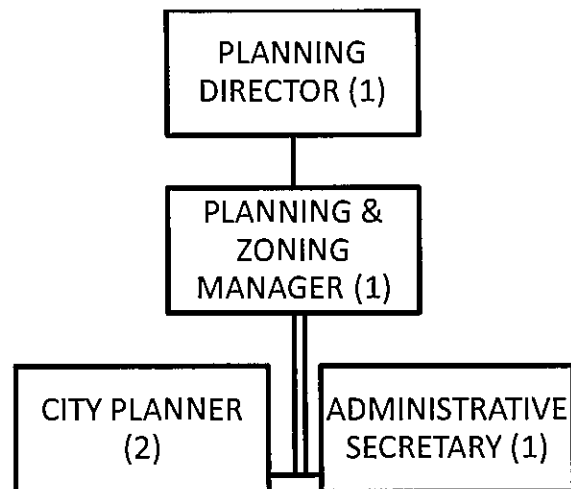 PLANNING
DIRECTOR (1)
PLANNING &
ZONING
MANAGER (1)
CITY PLANNER
(2)
ADMINISTRATIVE
SECRETARY (1)